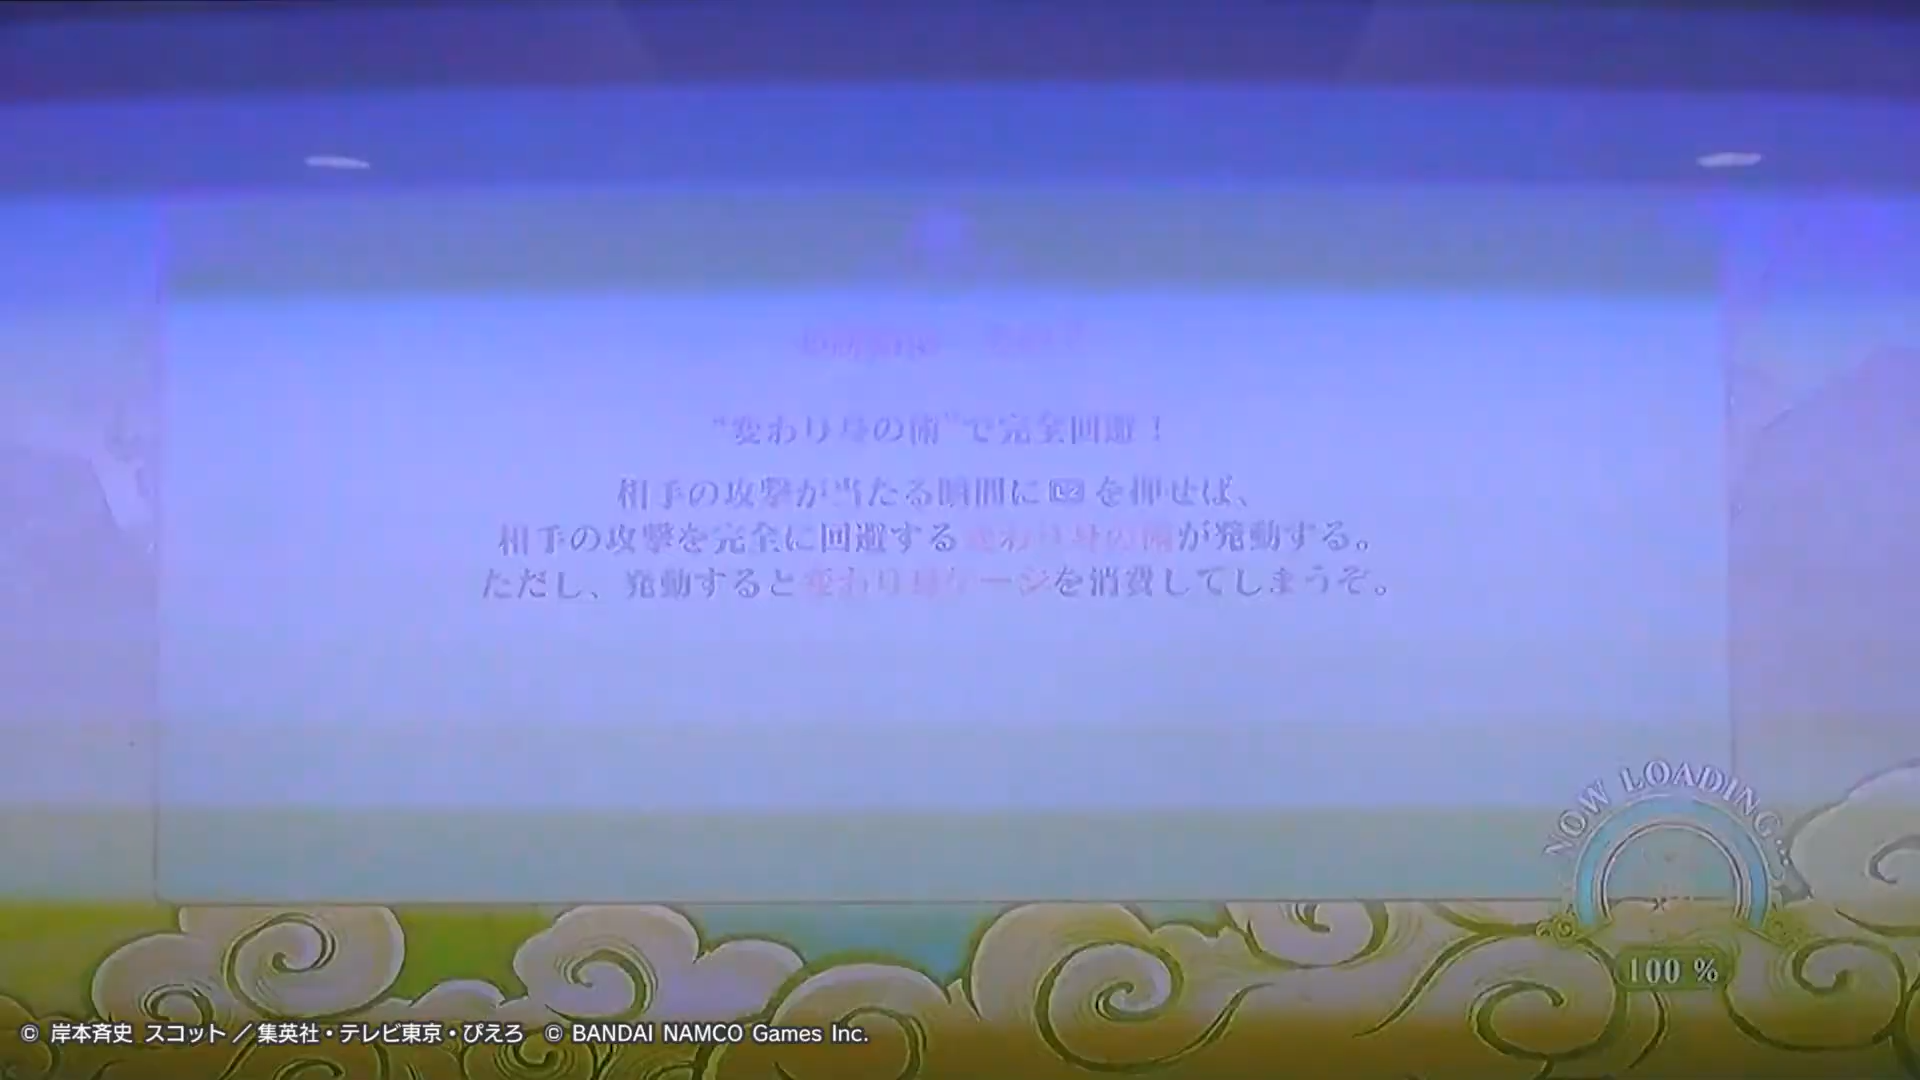 "変わり身の術"で完全回避！
相手の攻撃が当たる瞬間に L2 を押せば、
相手の攻撃を完全に回避する変わり身の術が発動する。
ただし、発動すると変わり身ゲージを消費してしまうぞ。
NOW LOADING...
100 %
© 岸本斉史 スコット／集英社・テレビ東京・ぴえろ © BANDAI NAMCO Games Inc.